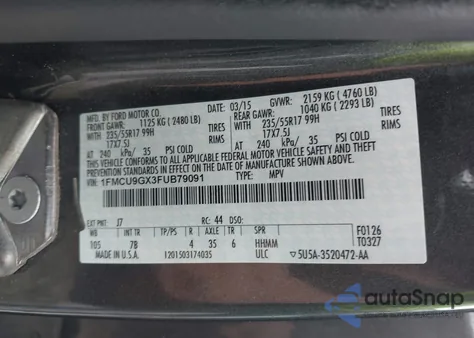 MFD. BY FORD MOTOR CO.
03/15 GVWR: 2159 KG ( 4760 LB)
FRONT GAWR: 1125 KG ( 2480 LB) REAR GAWR: 1040 KG ( 2293 LB)
235/55R17 99H TIRES 235/55R17 99H TIRES
17X7.5J RIMS 17X7.5J RIMS
AT 240 kPa/ 35 PSI COLD AT 240 kPa/ 35 PSI COLD
THIS VEHICLE CONFORMS TO ALL APPLICABLE FEDERAL MOTOR VEHICLE SAFETY
AND THEFT PREVENTION STANDARDS IN EFFECT ON THE DATE OF MANUFACTURE SHOWN ABOVE.
VIN: 1FMCU9GX3FUB79091 TYPE: MPV
EXT PNT: J7 RC: 44 DSO: F0126
WB INT TR TP/PS R AXLE TR SPR T0327
105 7B 4 35 6 HHMM
MADE IN U.S.A. 1201503174035 ULC 5U5A-3520472-AA
autoSnap